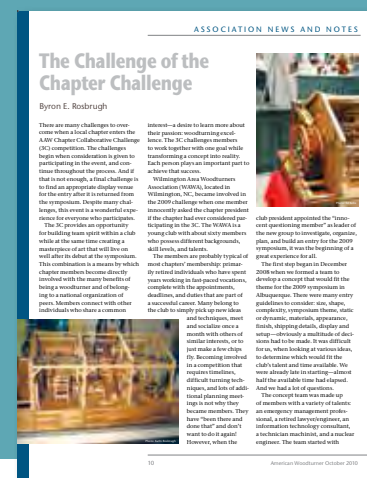 ASSOCIATION NEWS AND NOTES
The Challenge of the
Chapter Challenge
Byron E. Rosbrugh
There are many challenges to over-
come when a local chapter enters the
AAW Chapter Collaborative Challenge
(3C) competition. The challenges
begin when consideration is given to
participating in the event, and con-
tinue throughout the process. And if
that is not enough, a final challenge is
to find an appropriate display venue
for the entry after it is returned from
the symposium. Despite many chal-
lenges, this event is a wonderful expe-
rience for everyone who participates.
The 3C provides an opportunity
for building team spirit within a club
while at the same time creating a
masterpiece of art that will live on
well after its debut at the symposium.
This combination is a means by which
chapter members become directly
involved with the many benefits of
being a woodturner and of belong-
ing to a national organization of
peers. Members connect with other
individuals who share a common
interest—a desire to learn more about
their passion: woodturning excel-
lence. The 3C challenges members
to work together with one goal while
transforming a concept into reality.
Each person plays an important part to
achieve that success.
Wilmington Area Woodturners
Association (WAWA), located in
Wilmington, NC, became involved in
the 2009 challenge when one member
innocently asked the chapter president
if the chapter had ever considered par-
ticipating in the 3C. The WAWA is a
young club with about sixty members
who possess different backgrounds,
skill levels, and talents.
The members are probably typical of
most chapters' membership: primar-
ily retired individuals who have spent
years working in fast-paced vocations,
complete with the appointments,
deadlines, and duties that are part of
a successful career. Many belong to
the club to simply pick up new ideas
and techniques, meet
and socialize once a
month with others of
similar interests, or to
just make a few chips
fly. Becoming involved
in a competition that
requires timelines,
difficult turning tech-
niques, and lots of addi-
tional planning meet-
ings is not why they
became members. They
have "been there and
done that" and don't
want to do it again!
However, when the
club president appointed the "inno-
cent questioning member" as leader of
the new group to investigate, organize,
plan, and build an entry for the 2009
symposium, it was the beginning of a
great experience for all.
The first step began in December
2008 when we formed a team to
develop a concept that would fit the
theme for the 2009 symposium in
Albuquerque. There were many entry
guidelines to consider: size, shape,
complexity, symposium theme, static
or dynamic, materials, appearance,
finish, shipping details, display and
setup—obviously a multitude of deci-
sions had to be made. It was difficult
for us, when looking at various ideas,
to determine which would fit the
club's talent and time available. We
were already late in starting—almost
half the available time had elapsed.
And we had a lot of questions.
The concept team was made up
of members with a variety of talents:
an emergency management profes-
sional, a retired lawyer/engineer, an
information technology consultant,
a technician machinist, and a nuclear
engineer. The team started with
10
American Woodturner October 2010